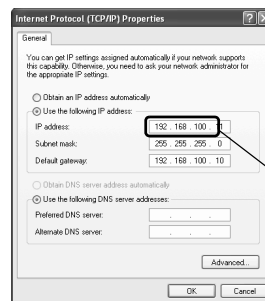 Internet Protocol (TCP/IP) Properties
General
You can get IP settings assigned automatically if your network supports
this capability. Otherwise, you need to ask your network administrator for
the appropriate IP settings.
Obtain an IP address automatically
Use the following IP address:
IP address: 192 . 168 . 100 . 11
Subnet mask: 255 . 255 . 255 . 0
Default gateway: 192 . 168 . 100 . 10
Obtain DNS server address automatically
Use the following DNS server addresses:
Preferred DNS server: . . .
Alternate DNS server: . . .
Advanced...
OK Cancel